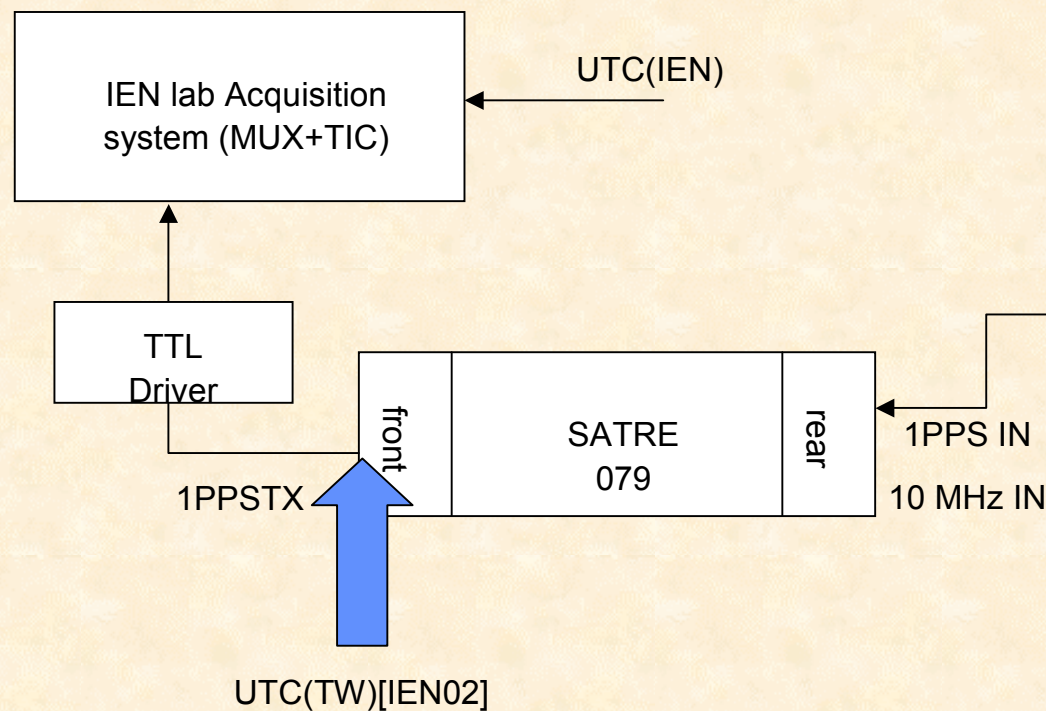 IEN lab Acquisition
system (MUX+TIC)
UTC(IEN)
TTL
Driver
front
SATRE
079
rear
1PPS IN
10 MHz IN
1PPSTX
UTC(TW)[IEN02]